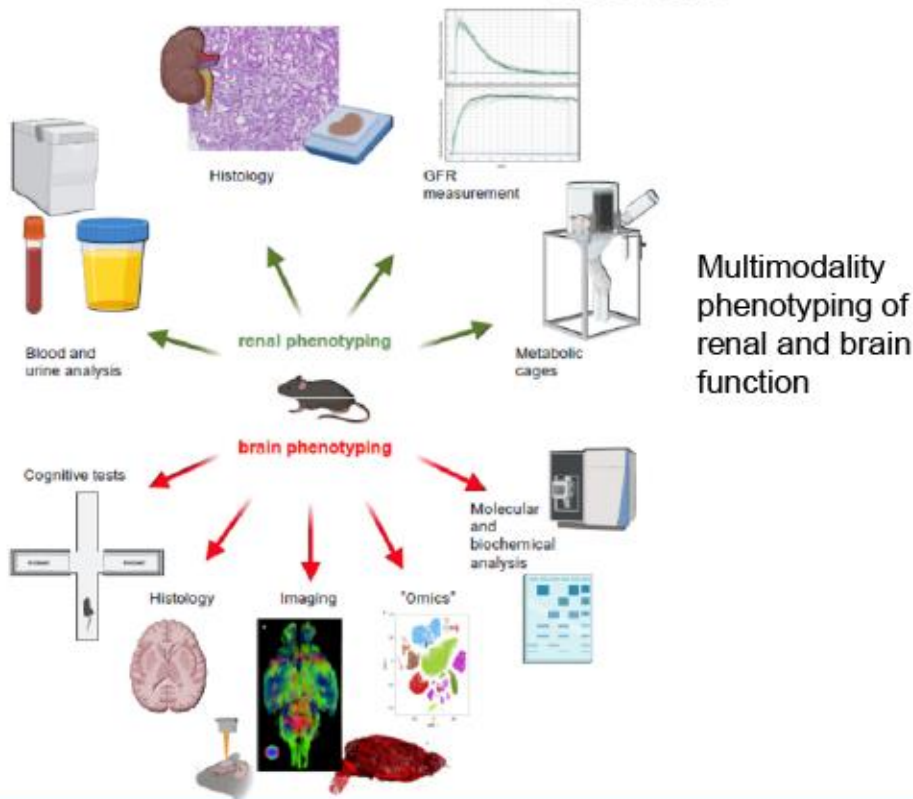 Histology
GFR
measurement
Blood and
urine analysis
renal phenotyping
Metabolic
cages
Multimodality
phenotyping of
renal and brain
function
brain phenotyping
Cognitive tests
Molecular
and
biochemical
analysis
Histology
Imaging
"Omics"